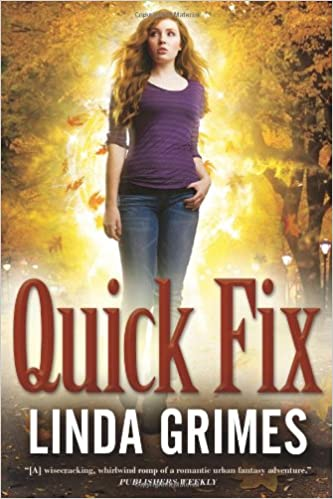 Quick Fix
LINDA GRIMES
“[A] wisecracking, whirlwind romp of a romantic urban fantasy adventure.”
PUBLISHERS WEEKLY